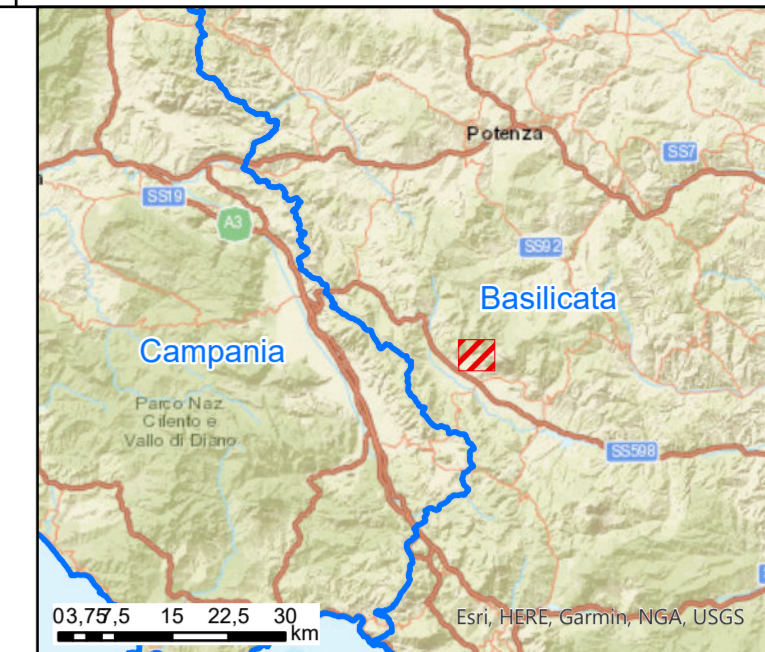 Potenza
SS7
SS19
A3
SS92
Basilicata
Campania
Parco Naz
Cilento e
Vallo di Diano
SS598
03,757,5 15 22,5 30
km
Esri, HERE, Garmin, NGA, USGS